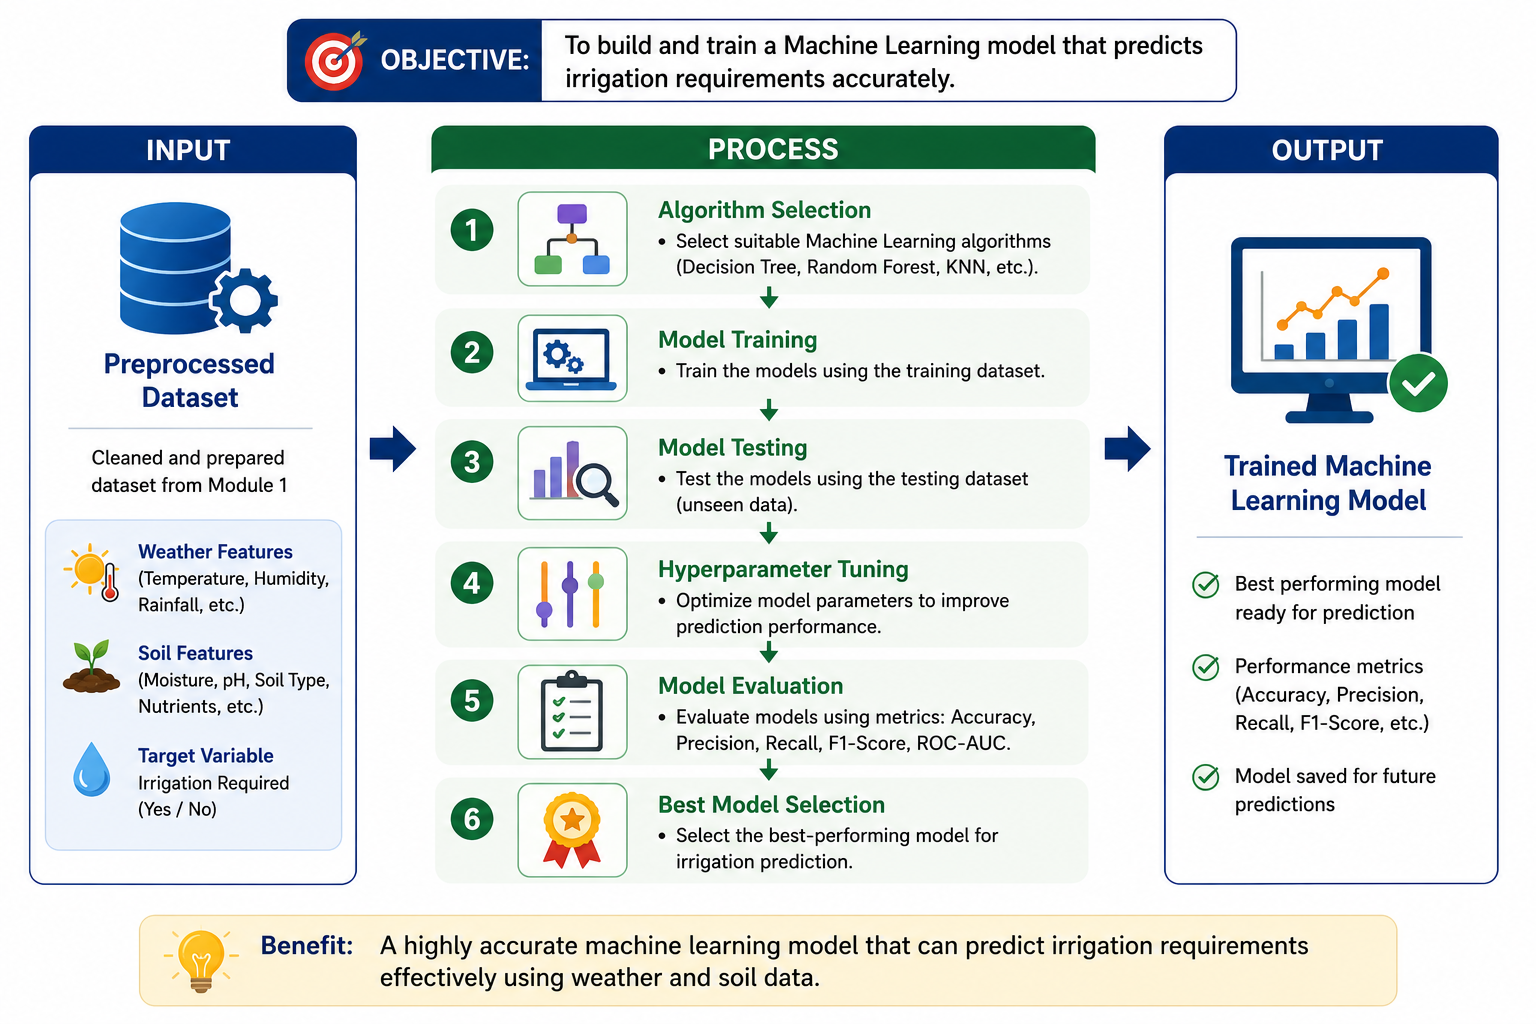 OBJECTIVE:
To build and train a Machine Learning model that predicts
irrigation requirements accurately.
INPUT
Preprocessed
Dataset
Cleaned and prepared
dataset from Module 1
Weather Features
(Temperature, Humidity,
Rainfall, etc.)
Soil Features
(Moisture, pH, Soil Type,
Nutrients, etc.)
Target Variable
Irrigation Required
(Yes / No)
PROCESS
1
Algorithm Selection
• Select suitable Machine Learning algorithms
(Decision Tree, Random Forest, KNN, etc.).
2
Model Training
• Train the models using the training dataset.
3
Model Testing
• Test the models using the testing dataset
(unseen data).
4
Hyperparameter Tuning
• Optimize model parameters to improve
prediction performance.
5
Model Evaluation
• Evaluate models using metrics: Accuracy,
Precision, Recall, F1-Score, ROC-AUC.
6
Best Model Selection
• Select the best-performing model for
irrigation prediction.
OUTPUT
Trained Machine
Learning Model
Best performing model
ready for prediction
Performance metrics
(Accuracy, Precision,
Recall, F1-Score, etc.)
Model saved for future
predictions
Benefit:
A highly accurate machine learning model that can predict irrigation requirements
effectively using weather and soil data.